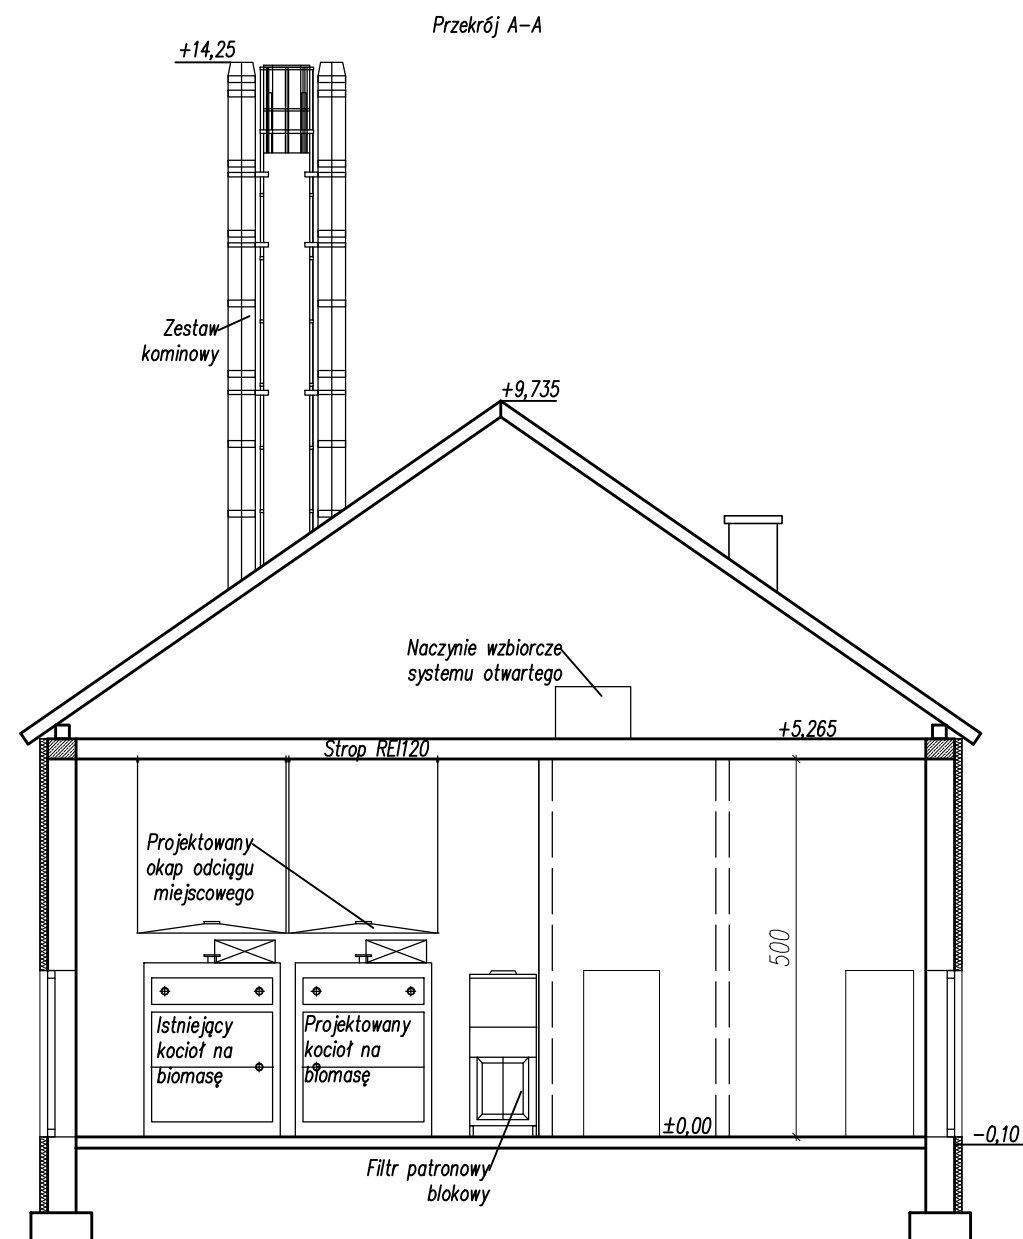 Przekrój A-A
+14,25
Zestaw
kominowy
+9,735
Naczynie wzbiorcze
systemu otwartego
+5,265
Strop REI120
Projektowany
okap odciągu
miejscowego
500
Istniejący
kocioł na
biomasę
Projektowany
kocioł na
biomasę
±0,00
-0,10
Filtr patronowy
blokowy